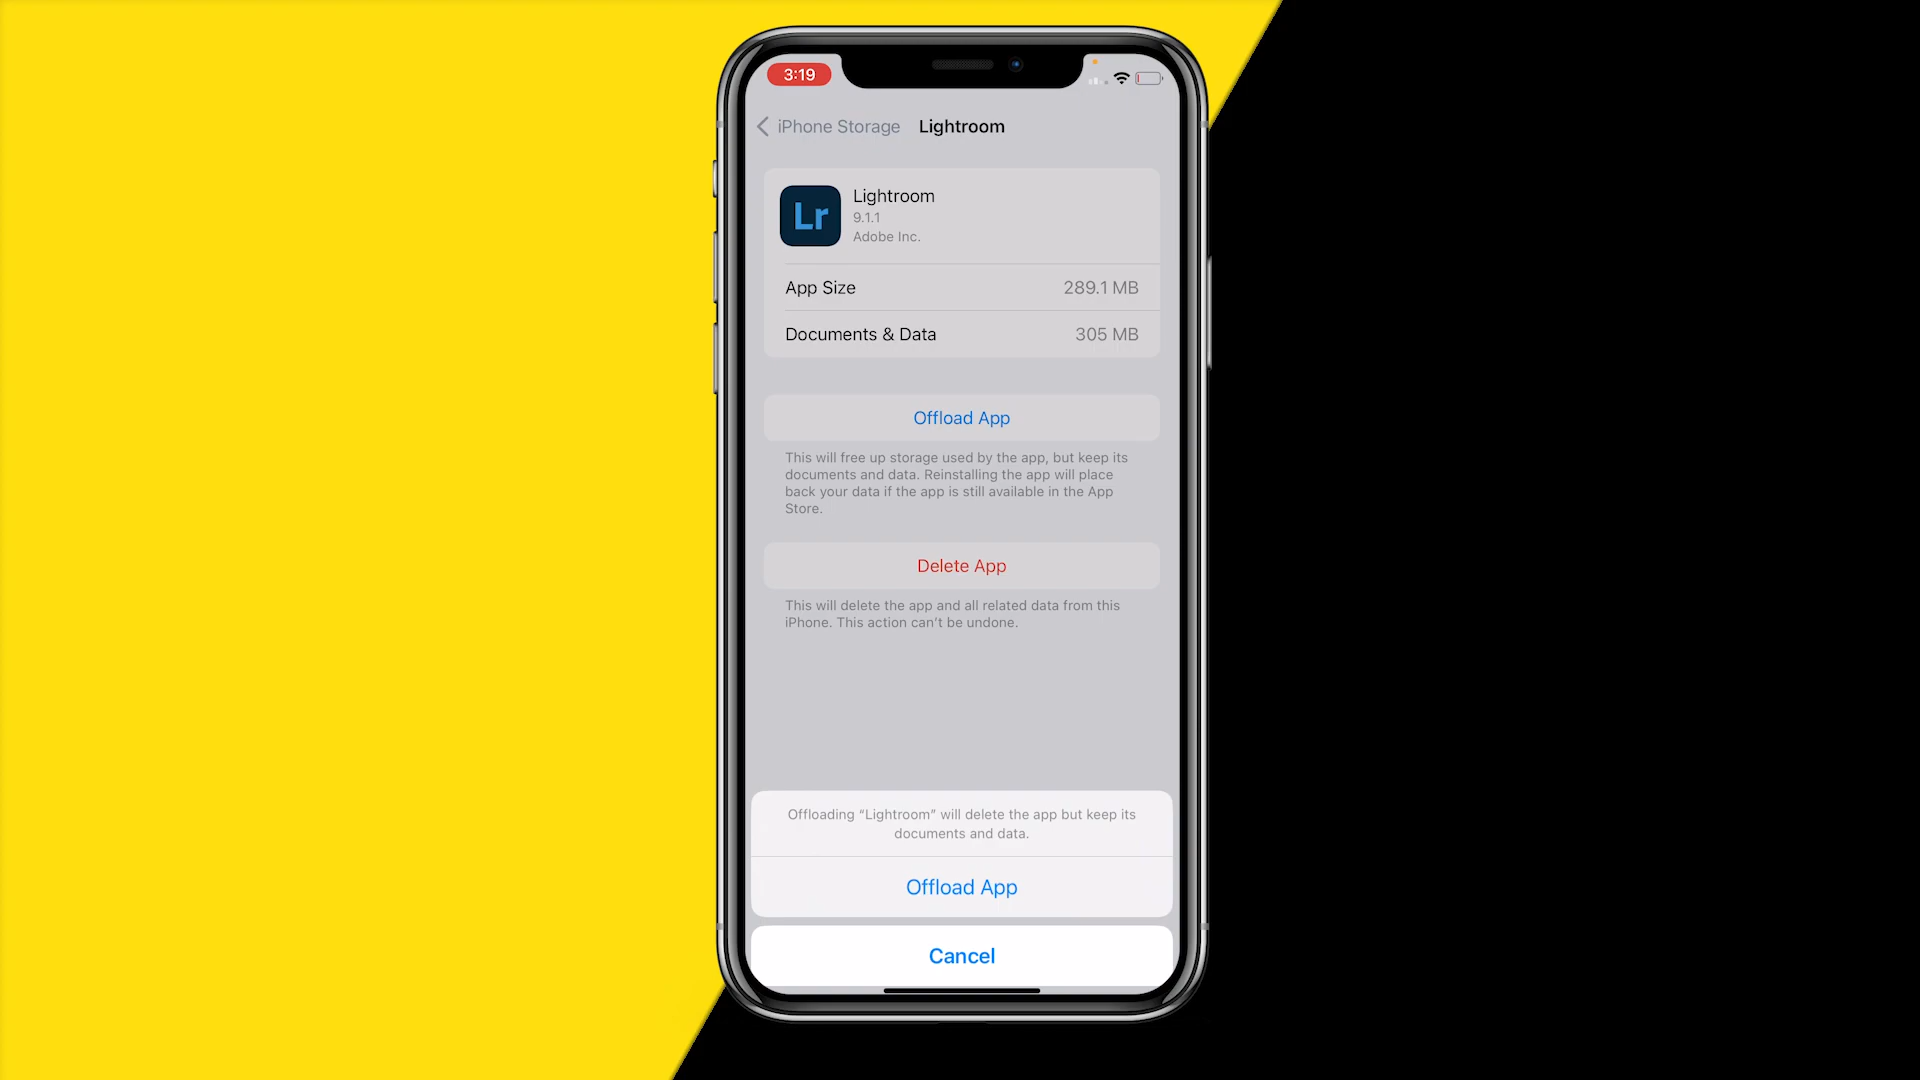 3:19
iPhone Storage
Lightroom
Lr
Lightroom
9.1.1
Adobe Inc.
App Size
289.1 MB
Documents & Data
305 MB
Offload App
This will free up storage used by the app, but keep its
documents and data. Reinstalling the app will place
back your data if the app is still available in the App
Store.
Delete App
This will delete the app and all related data from this
iPhone. This action can’t be undone.
Offloading “Lightroom” will delete the app but keep its
documents and data.
Offload App
Cancel